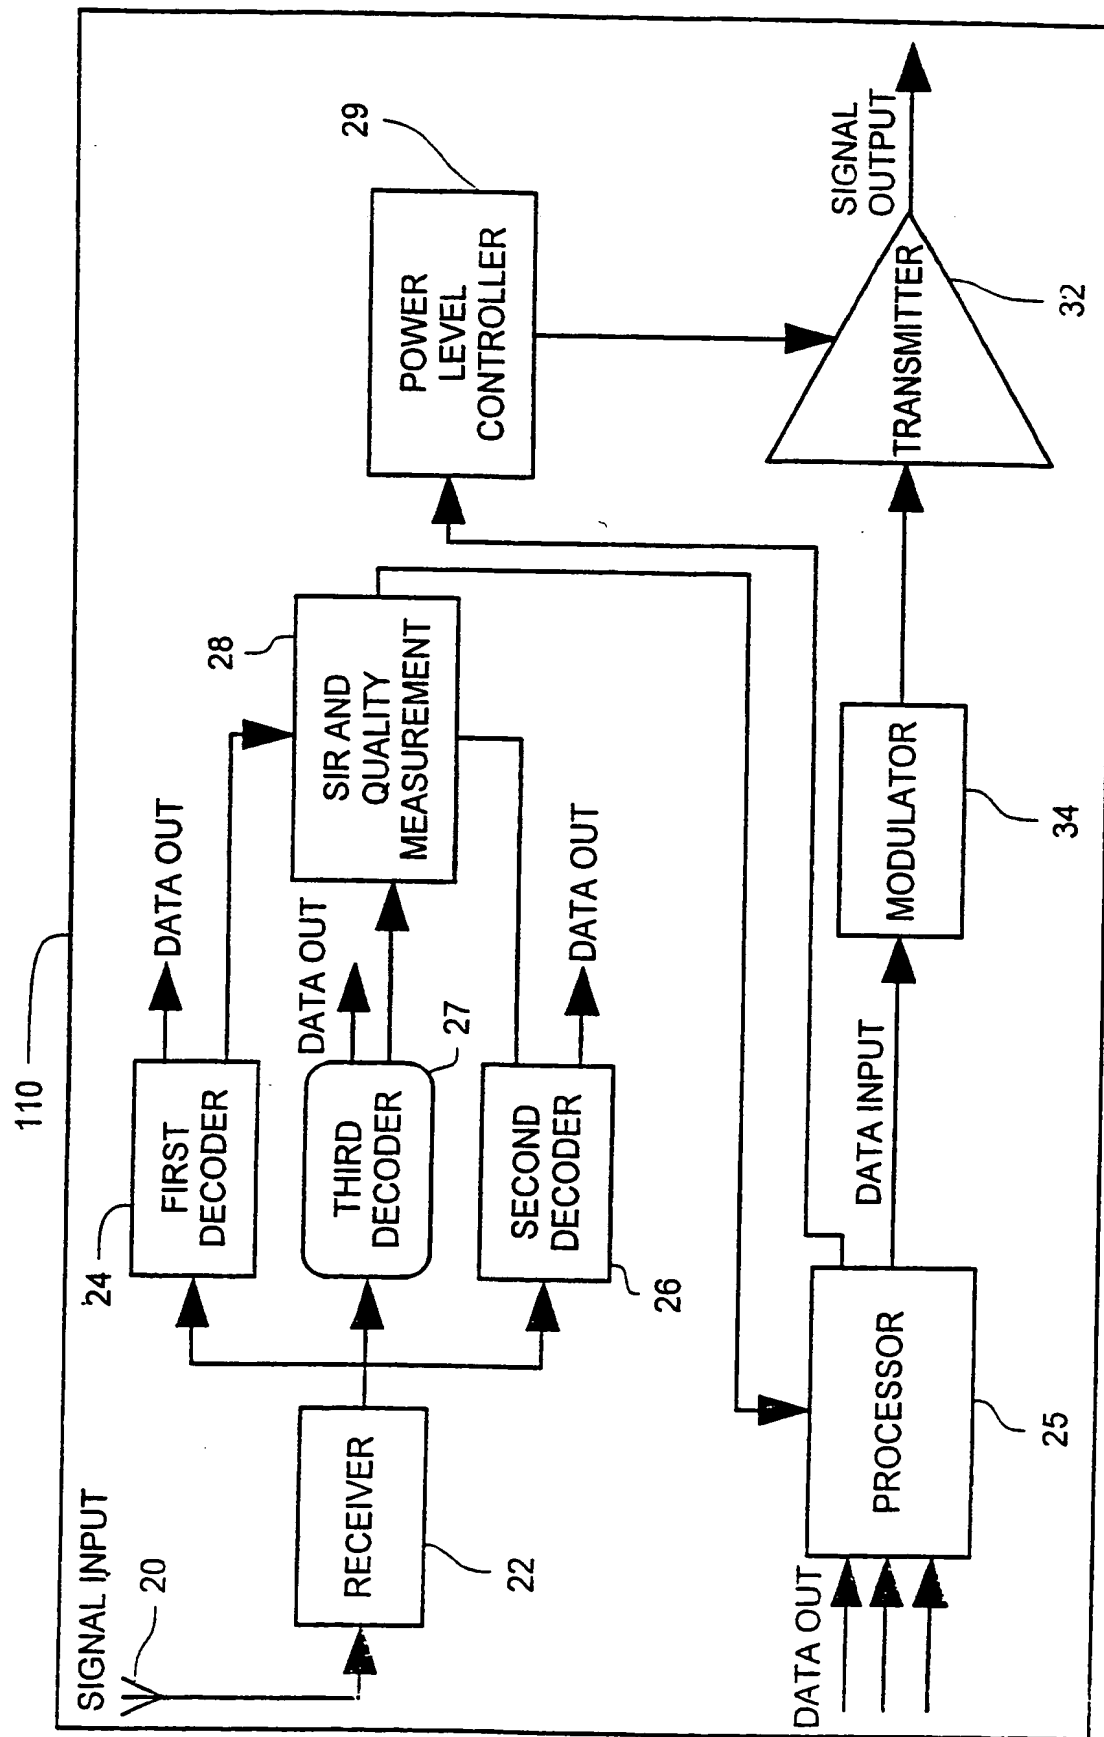 110
SIGNAL INPUT
20
RECEIVER
22
24
FIRST
DECODER
DATA OUT
THIRD
DECODER
27
DATA OUT
SECOND
DECODER
26
DATA OUT
28
SIR AND
QUALITY
MEASUREMENT
29
POWER
LEVEL
CONTROLLER
DATA OUT
PROCESSOR
25
DATA INPUT
MODULATOR
34
TRANSMITTER
32
SIGNAL
OUTPUT